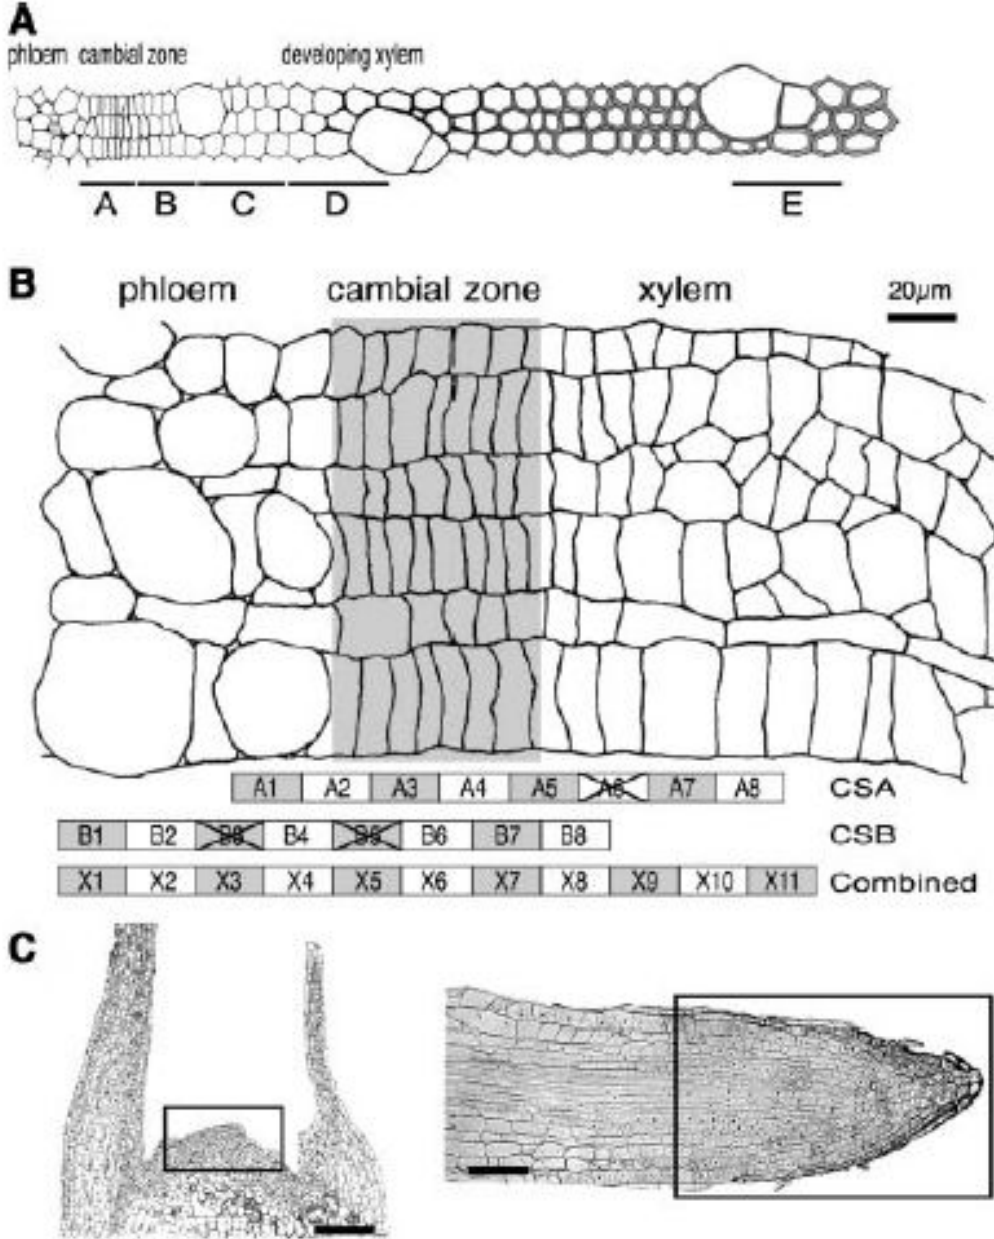 A
phloem cambial zone developing xylem
A B C D E
B
phloem cambial zone xylem 20µm
A1 A2 A3 A4 A5 A6 A7 A8 CSA
B1 B2 B3 B4 B5 B6 B7 B8 CSB
X1 X2 X3 X4 X5 X6 X7 X8 X9 X10 X11 Combined
C